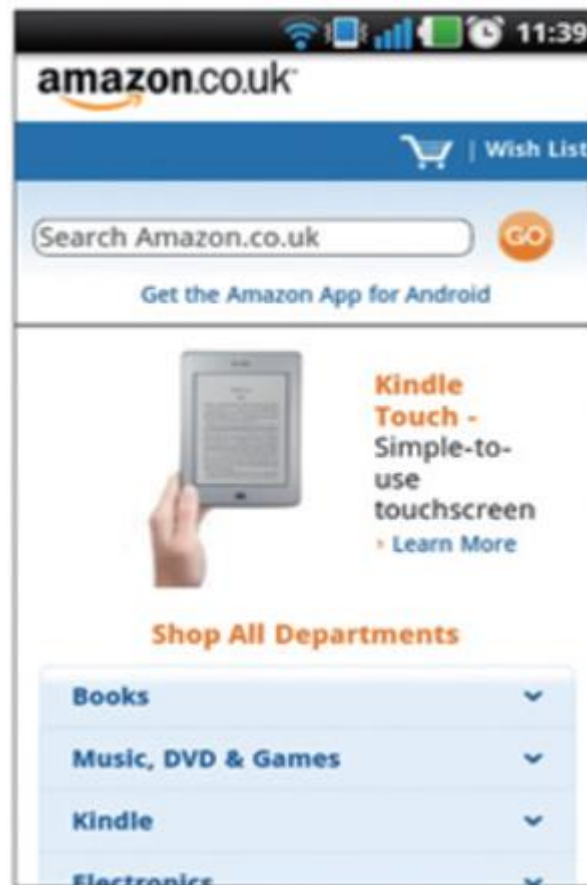 11:39
amazon.co.uk
| Wish List
Search Amazon.co.uk
GO
Get the Amazon App for Android
Kindle
Touch -
Simple-to-
use
touchscreen
Learn More
Shop All Departments
Books
Music, DVD & Games
Kindle
Electronics